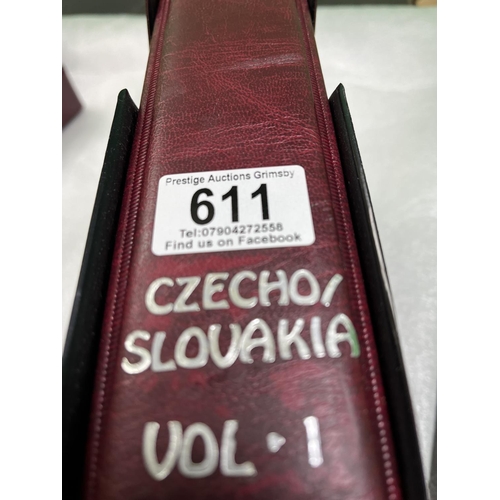 Prestige Auctions Grimsby
611
Tel:07904272558
Find us on Facebook
CZECHO/
SLOVAKIA
VOL · 1